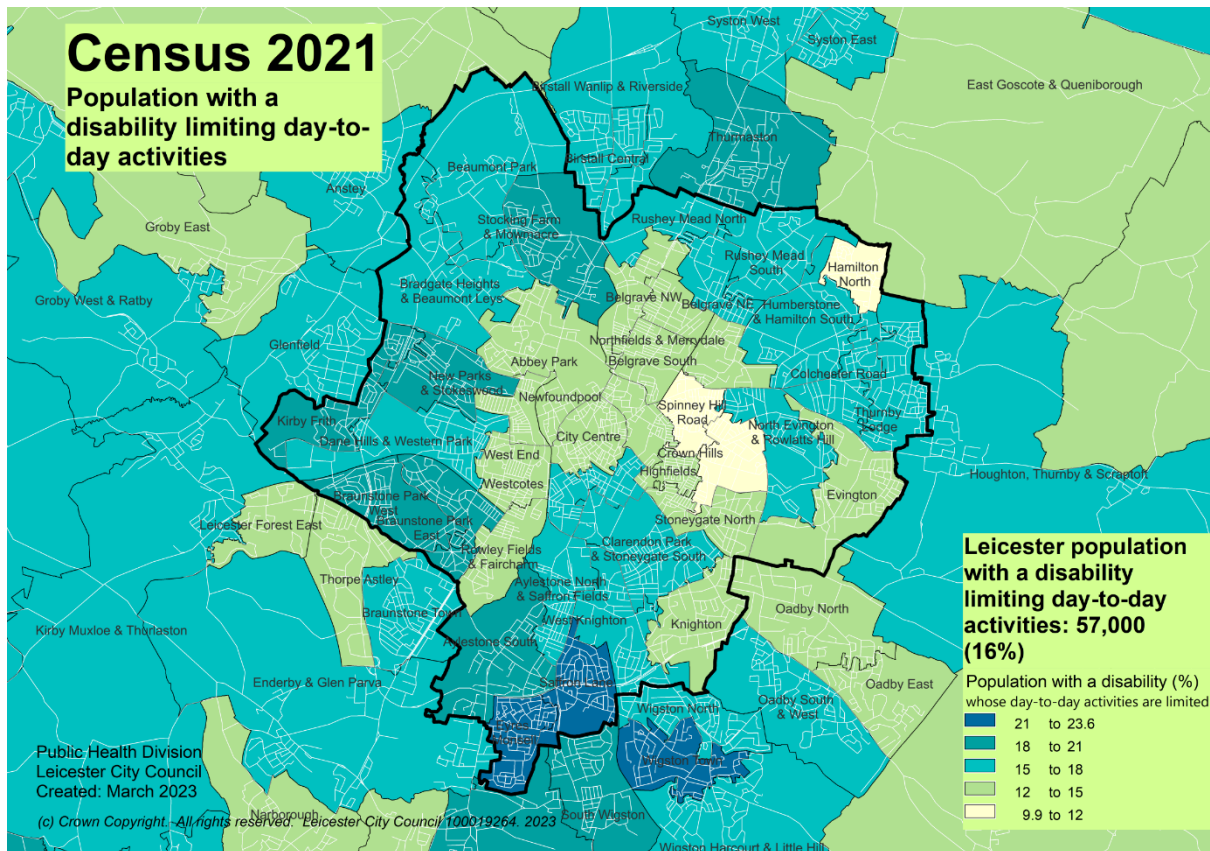 Census 2021
Population with a
disability limiting day-to-
day activities
Syston West
Syston East
Birstall Wanlip & Riverside
East Goscote & Queniborough
Thurmaston
Birstall Central
Beaumont Park
Anstey
Groby East
Stocking Farm
& Mowmacre
Rushey Mead North
Rushey Mead
South
Hamilton
North
Bradgate Heights
& Beaumont Leys
Groby West & Ratby
Belgrave NW
Belgrave NE
Humberstone
& Hamilton South
Glenfield
Northfields & Merrydale
Abbey Park
Belgrave South
New Parks
& Stokeswood
Colchester Road
Newfoundpool
Spinney Hill
Road
Thurnby
Lodge
Kirby Frith
Dane Hills & Western Park
City Centre
North Evington
& Rowlatts Hill
West End
Crown Hills
Highfields
Houghton, Thurnby & Scraptoft
Westcotes
Evington
Braunstone Park
West
Braunstone Park
East
Leicester Forest East
Stoneygate North
Rowley Fields
& Faircharm
Clarendon Park
& Stoneygate South
Thorpe Astley
Aylestone North
& Saffron Fields
Braunstone Town
West Knighton
Knighton
Oadby North
Kirby Muxloe & Thurlaston
Aylestone South
Enderby & Glen Parva
Saffron Lane
Oadby East
Oadby South
& West
Wigston North
Wigston Town
Narborough
South Wigston
Wigston Harcourt & Little Hill
Leicester population
with a disability
limiting day-to-day
activities: 57,000
(16%)
Population with a disability (%)
whose day-to-day activities are limited
21 to 23.6
18 to 21
15 to 18
12 to 15
9.9 to 12
Public Health Division
Leicester City Council
Created: March 2023
(c) Crown Copyright. All rights reserved. Leicester City Council 100019264. 2023